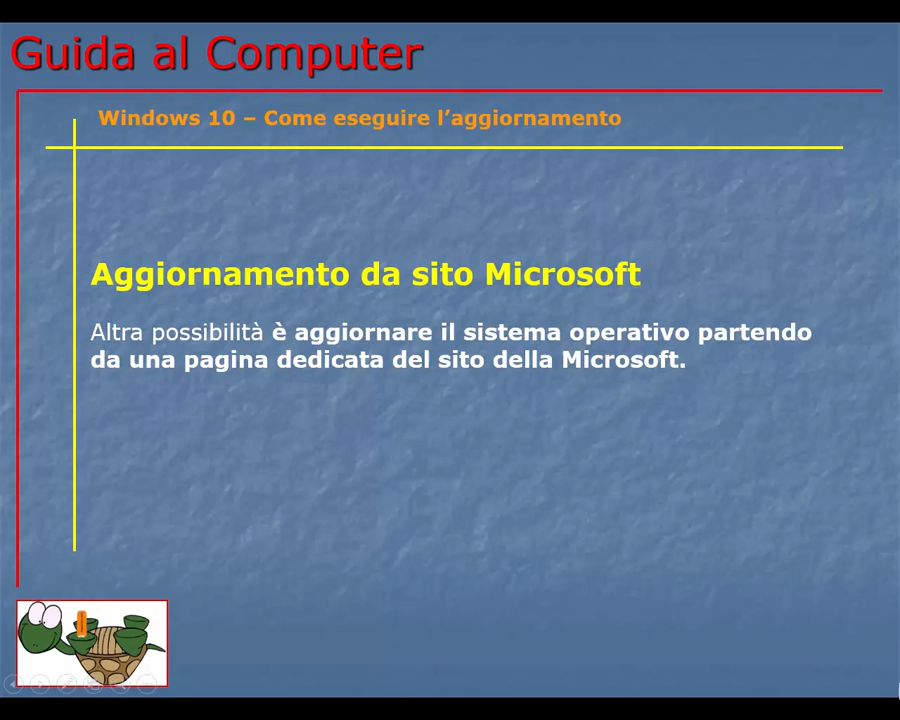 Guida al Computer
Windows 10 – Come eseguire l’aggiornamento
Aggiornamento da sito Microsoft
Altra possibilità è aggiornare il sistema operativo partendo
da una pagina dedicata del sito della Microsoft.